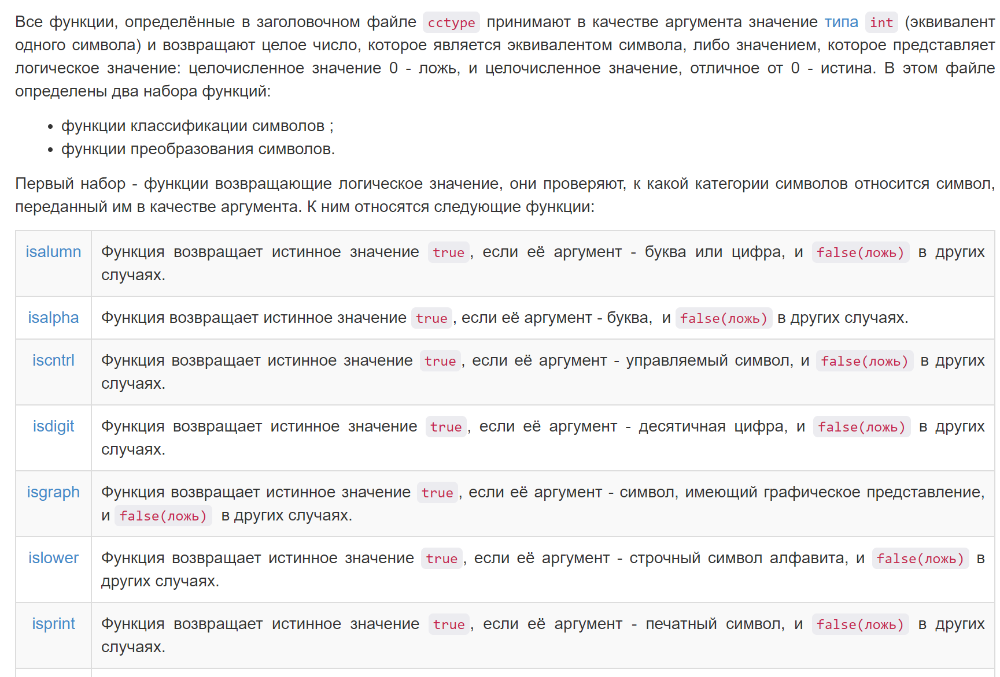 Все функции, определённые в заголовочном файле cctype принимают в качестве аргумента значение типа int (эквивалент
одного символа) и возвращают целое число, которое является эквивалентом символа, либо значением, которое представляет
логическое значение: целочисленное значение 0 - ложь, и целочисленное значение, отличное от 0 - истина. В этом файле
определены два набора функций:
• функции классификации символов ;
• функции преобразования символов.
Первый набор - функции возвращающие логическое значение, они проверяют, к какой категории символов относится символ,
переданный им в качестве аргумента. К ним относятся следующие функции:
isalumn Функция возвращает истинное значение true, если её аргумент - буква или цифра, и false(ложь) в других
случаях.
isalpha Функция возвращает истинное значение true, если её аргумент - буква, и false(ложь) в других случаях.
iscntrl Функция возвращает истинное значение true, если её аргумент - управляемый символ, и false(ложь) в других
случаях.
isdigit Функция возвращает истинное значение true, если её аргумент - десятичная цифра, и false(ложь) в других
случаях.
isgraph Функция возвращает истинное значение true, если её аргумент - символ, имеющий графическое представление,
и false(ложь) в других случаях.
islower Функция возвращает истинное значение true, если её аргумент - строчный символ алфавита, и false(ложь) в
других случаях.
isprint Функция возвращает истинное значение true, если её аргумент - печатный символ, и false(ложь) в других
случаях.